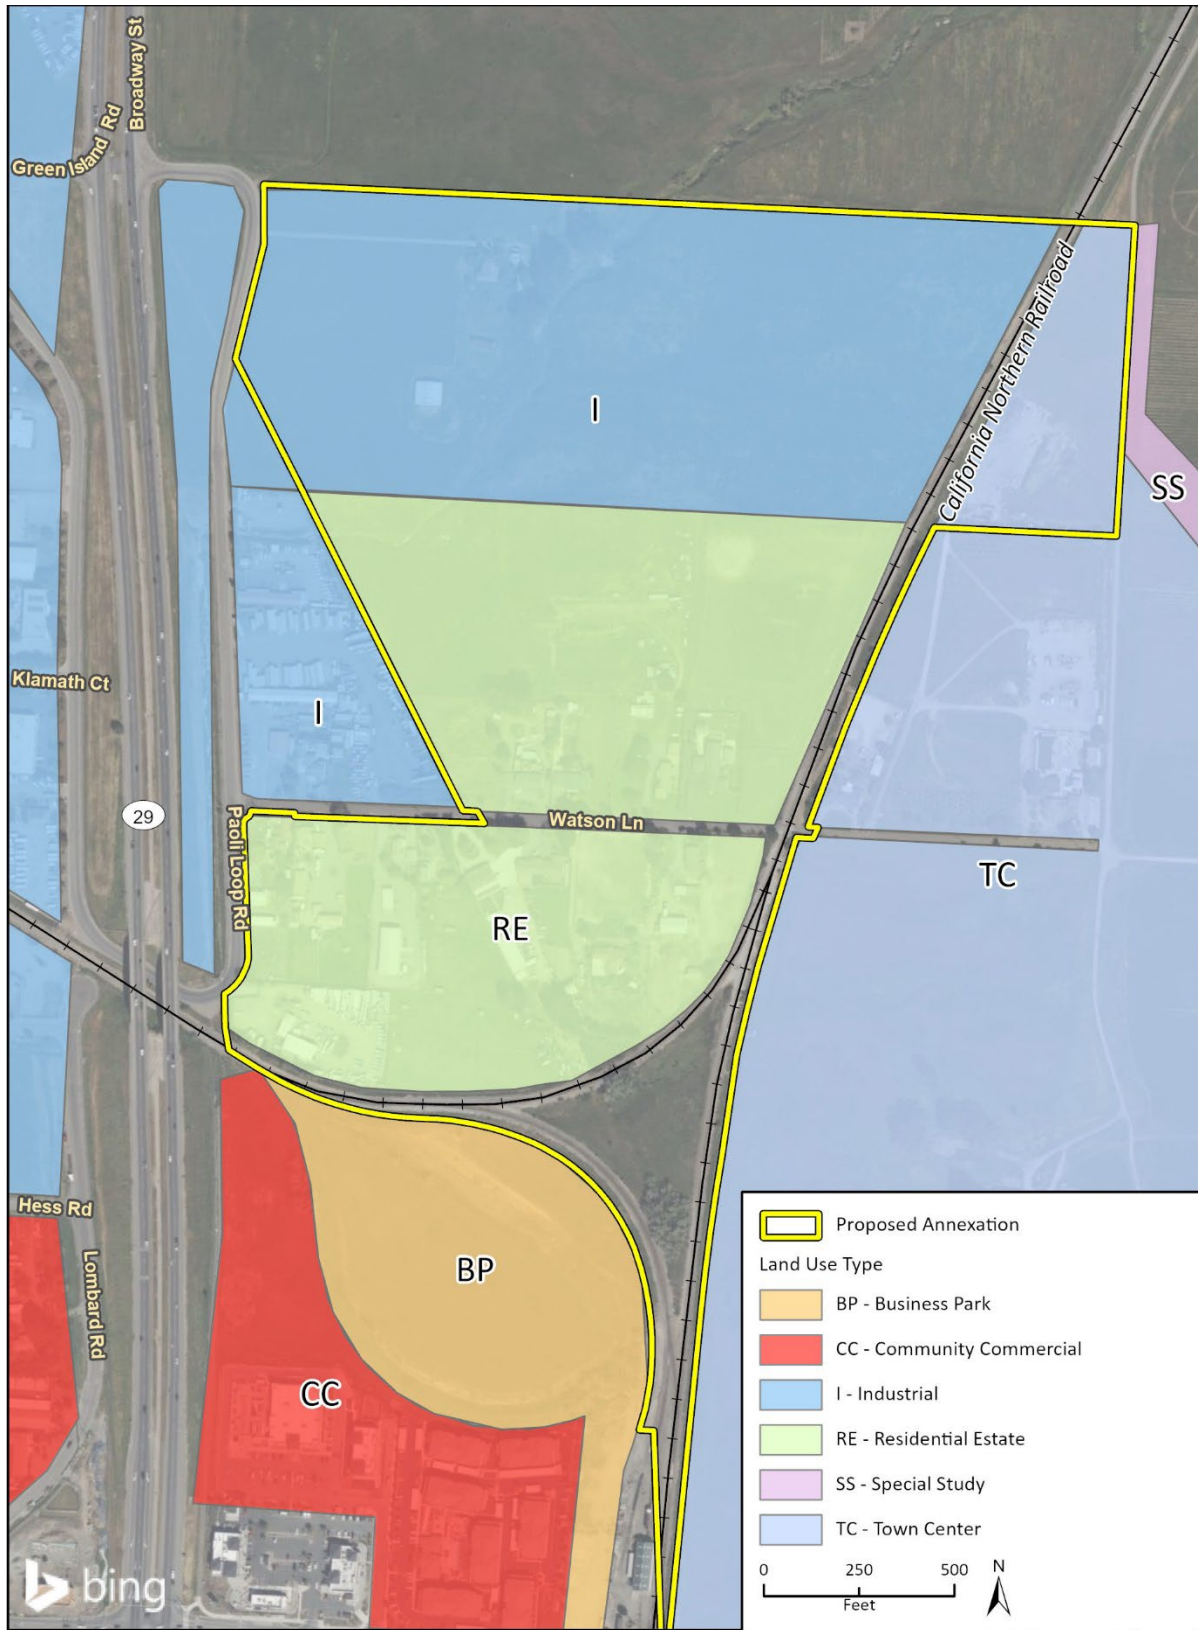 Broadway St
Green Island Rd
California Northern Railroad
I
SS
Klamath Ct
I
29
Watson Ln
Paoli Loop Rd
TC
RE
Hess Rd
Lombard Rd
BP
CC
Proposed Annexation
Land Use Type
BP - Business Park
CC - Community Commercial
I - Industrial
RE - Residential Estate
SS - Special Study
TC - Town Center
0 250 500
Feet
N
bing